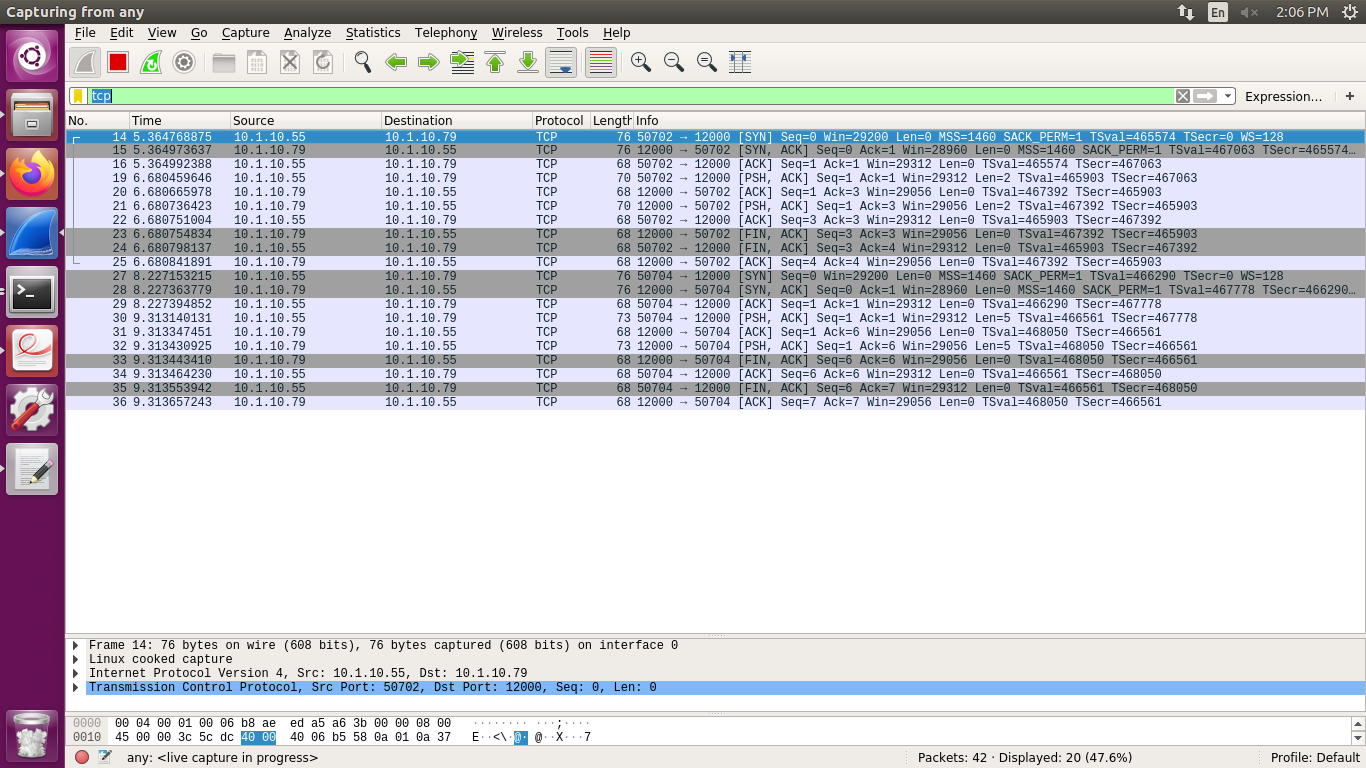 Capturing from any En 2:06 PM
File Edit View Go Capture Analyze Statistics Telephony Wireless Tools Help
tcp Expression… +
No. Time Source Destination Protocol Length Info
14 5.364768875 10.1.10.55 10.1.10.79 TCP 76 50702 → 12000 [SYN] Seq=0 Win=29200 Len=0 MSS=1460 SACK_PERM=1 TSval=465574 TSecr=0 WS=128
15 5.364973637 10.1.10.79 10.1.10.55 TCP 76 12000 → 50702 [SYN, ACK] Seq=0 Ack=1 Win=28960 Len=0 MSS=1460 SACK_PERM=1 TSval=467063 TSecr=465574…
16 5.364992388 10.1.10.55 10.1.10.79 TCP 68 50702 → 12000 [ACK] Seq=1 Ack=1 Win=29312 Len=0 TSval=465574 TSecr=467063
19 6.680459646 10.1.10.55 10.1.10.79 TCP 70 50702 → 12000 [PSH, ACK] Seq=1 Ack=1 Win=29312 Len=2 TSval=465903 TSecr=467063
20 6.680665978 10.1.10.79 10.1.10.55 TCP 68 12000 → 50702 [ACK] Seq=1 Ack=3 Win=29056 Len=0 TSval=467392 TSecr=465903
21 6.680736423 10.1.10.79 10.1.10.55 TCP 70 12000 → 50702 [PSH, ACK] Seq=1 Ack=3 Win=29056 Len=2 TSval=467392 TSecr=465903
22 6.680751004 10.1.10.55 10.1.10.79 TCP 68 50702 → 12000 [ACK] Seq=3 Ack=3 Win=29312 Len=0 TSval=465903 TSecr=467392
23 6.680754834 10.1.10.79 10.1.10.55 TCP 68 12000 → 50702 [FIN, ACK] Seq=3 Ack=3 Win=29056 Len=0 TSval=467392 TSecr=465903
24 6.680798137 10.1.10.55 10.1.10.79 TCP 68 50702 → 12000 [FIN, ACK] Seq=3 Ack=4 Win=29312 Len=0 TSval=465903 TSecr=467392
25 6.680841891 10.1.10.79 10.1.10.55 TCP 68 12000 → 50702 [ACK] Seq=4 Ack=4 Win=29056 Len=0 TSval=467392 TSecr=465903
27 8.227153215 10.1.10.55 10.1.10.79 TCP 76 50704 → 12000 [SYN] Seq=0 Win=29200 Len=0 MSS=1460 SACK_PERM=1 TSval=466290 TSecr=0 WS=128
28 8.227363779 10.1.10.79 10.1.10.55 TCP 76 12000 → 50704 [SYN, ACK] Seq=0 Ack=1 Win=28960 Len=0 MSS=1460 SACK_PERM=1 TSval=467778 TSecr=466290…
29 8.227394852 10.1.10.55 10.1.10.79 TCP 68 50704 → 12000 [ACK] Seq=1 Ack=1 Win=29312 Len=0 TSval=466290 TSecr=467778
30 9.313140131 10.1.10.55 10.1.10.79 TCP 73 50704 → 12000 [PSH, ACK] Seq=1 Ack=1 Win=29312 Len=5 TSval=466561 TSecr=467778
31 9.313347451 10.1.10.79 10.1.10.55 TCP 68 12000 → 50704 [ACK] Seq=1 Ack=6 Win=29056 Len=0 TSval=468050 TSecr=466561
32 9.313430925 10.1.10.79 10.1.10.55 TCP 73 12000 → 50704 [PSH, ACK] Seq=1 Ack=6 Win=29056 Len=5 TSval=468050 TSecr=466561
33 9.313443410 10.1.10.79 10.1.10.55 TCP 68 12000 → 50704 [FIN, ACK] Seq=6 Ack=6 Win=29056 Len=0 TSval=468050 TSecr=466561
34 9.313464230 10.1.10.55 10.1.10.79 TCP 68 50704 → 12000 [ACK] Seq=6 Ack=6 Win=29312 Len=0 TSval=466561 TSecr=468050
35 9.313553942 10.1.10.55 10.1.10.79 TCP 68 50704 → 12000 [FIN, ACK] Seq=6 Ack=7 Win=29312 Len=0 TSval=466561 TSecr=468050
36 9.313657243 10.1.10.79 10.1.10.55 TCP 68 12000 → 50704 [ACK] Seq=7 Ack=7 Win=29056 Len=0 TSval=468050 TSecr=466561
Frame 14: 76 bytes on wire (608 bits), 76 bytes captured (608 bits) on interface 0
Linux cooked capture
Internet Protocol Version 4, Src: 10.1.10.55, Dst: 10.1.10.79
Transmission Control Protocol, Src Port: 50702, Dst Port: 12000, Seq: 0, Len: 0
0000 00 04 00 01 00 06 b8 ae ed a5 a6 3b 00 00 08 00 ········ ···;····
0010 45 00 00 3c 5c dc 40 00 40 06 b5 58 0a 01 0a 37 E··<\·@· @··X···7
any: <live capture in progress> Packets: 42 · Displayed: 20 (47.6%) Profile: Default